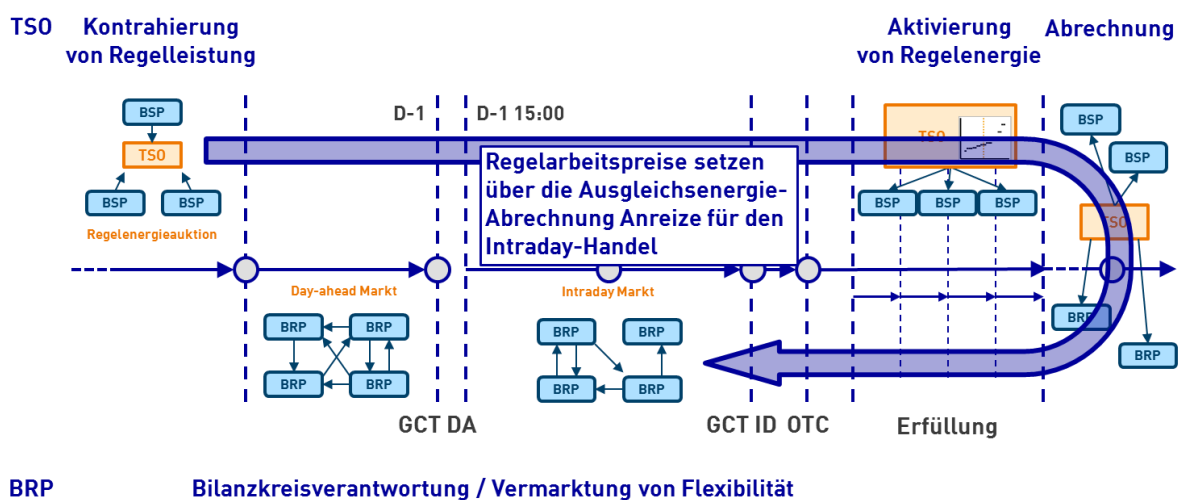 TSO
Kontrahierung
von Regelleistung
Aktivierung
von Regelenergie
Abrechnung
BSP
TSO
BSP
BSP
Regelenergieauktion
D-1
D-1 15:00
Regelarbeitspreise setzen
über die Ausgleichsenergie-
Abrechnung Anreize für den
Intraday-Handel
TSO
BSP
BSP
BSP
BSP
BSP
TSO
BRP
BRP
Day-ahead Markt
BRP
BRP
BRP
BRP
Intraday Markt
BRP
BRP
BRP
BRP
GCT DA
GCT ID
OTC
Erfüllung
BRP
Bilanzkreisverantwortung / Vermarktung von Flexibilität